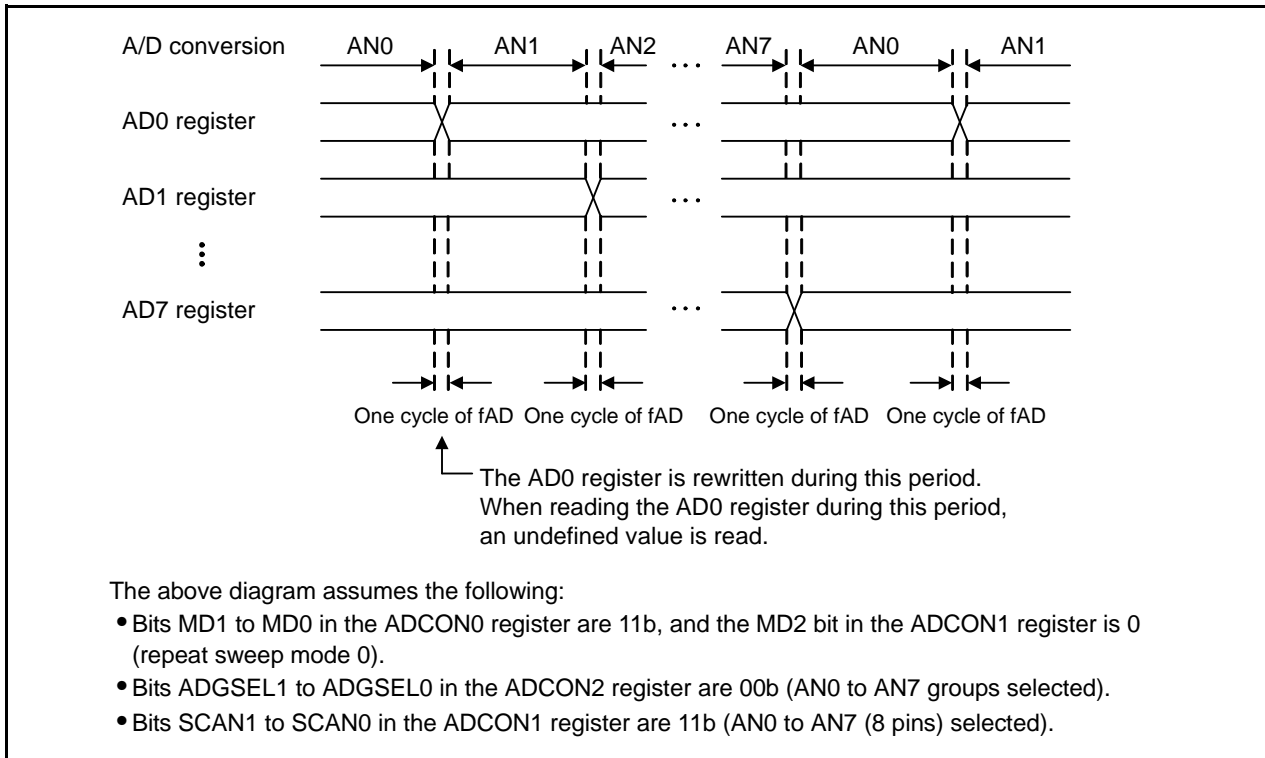 A/D conversion AN0 AN1 AN2 ... AN7 AN0 AN1
AD0 register ...
AD1 register ...
⋮
AD7 register ...
One cycle of fAD One cycle of fAD One cycle of fAD One cycle of fAD
The AD0 register is rewritten during this period.
When reading the AD0 register during this period,
an undefined value is read.
The above diagram assumes the following:
• Bits MD1 to MD0 in the ADCON0 register are 11b, and the MD2 bit in the ADCON1 register is 0
(repeat sweep mode 0).
• Bits ADGSEL1 to ADGSEL0 in the ADCON2 register are 00b (AN0 to AN7 groups selected).
• Bits SCAN1 to SCAN0 in the ADCON1 register are 11b (AN0 to AN7 (8 pins) selected).